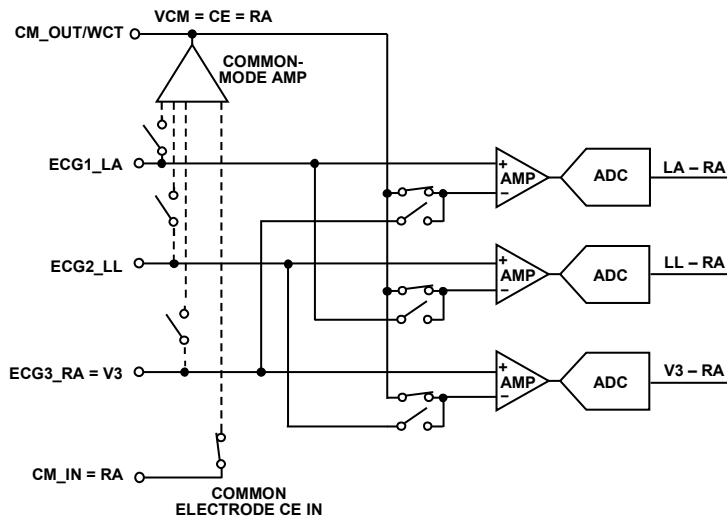 VCM = CE = RA
CM_OUT/WCT
COMMON-
MODE AMP
ECG1_LA
+
AMP
–
ADC
LA – RA
ECG2_LL
+
AMP
–
ADC
LL – RA
ECG3_RA = V3
+
AMP
–
ADC
V3 – RA
CM_IN = RA
COMMON
ELECTRODE CE IN